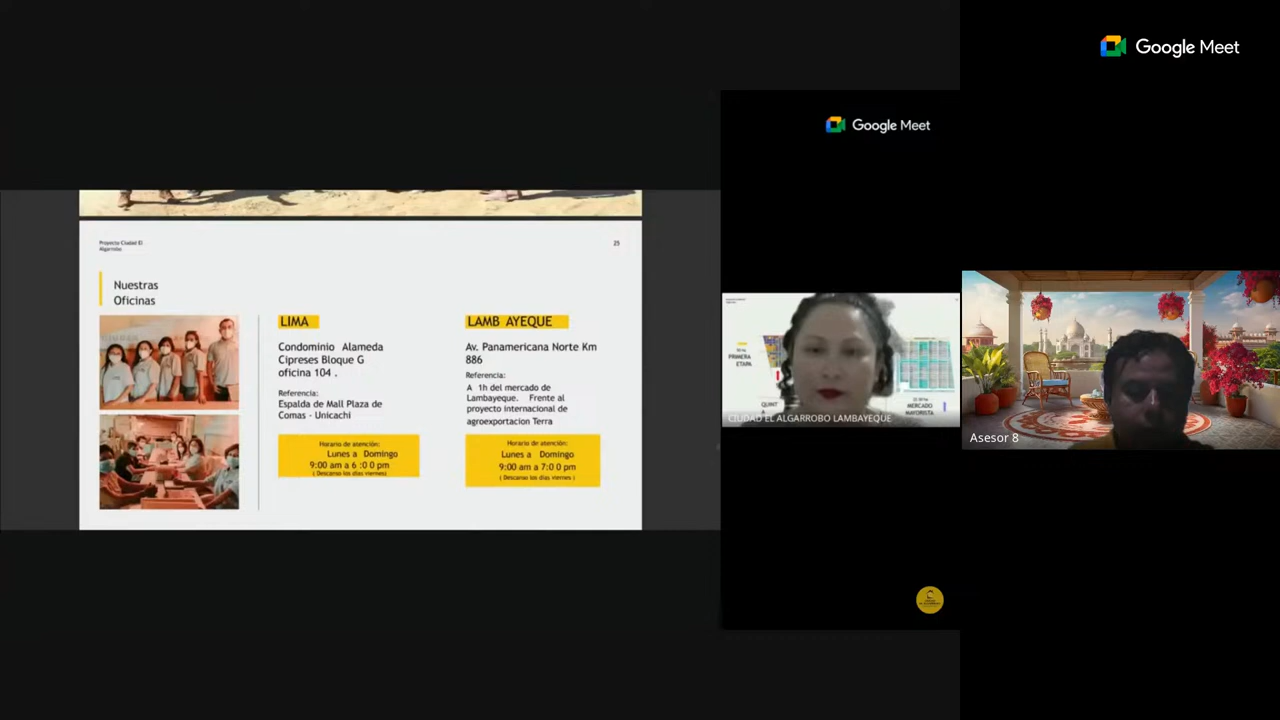 Google Meet
Google Meet
Proyecto Ciudad El
Algarrobo
25
Nuestras
Oficinas
LIMA
Condominio Alameda
Cipreses Bloque G
oficina 104 .
Referencia:
Espalda de Mall Plaza de
Comas - Unicachi
Horario de atención:
Lunes a Domingo
9:00 am a 6 :0 0 pm
( Descanso los días viernes)
LAMB AYEQUE
Av. Panamericana Norte Km
886
Referencia:
A 1h del mercado de
Lambayeque. Frente al
proyecto internacional de
agroexportacion Terra
Horario de atención:
Lunes a Domingo
9:00 am a 7:0 0 pm
( Descanso los días viernes )
PRIMERA
ETAPA
QUINT
MERCADO
MAYORISTA
CIUDAD EL ALGARROBO LAMBAYEQUE
Asesor 8